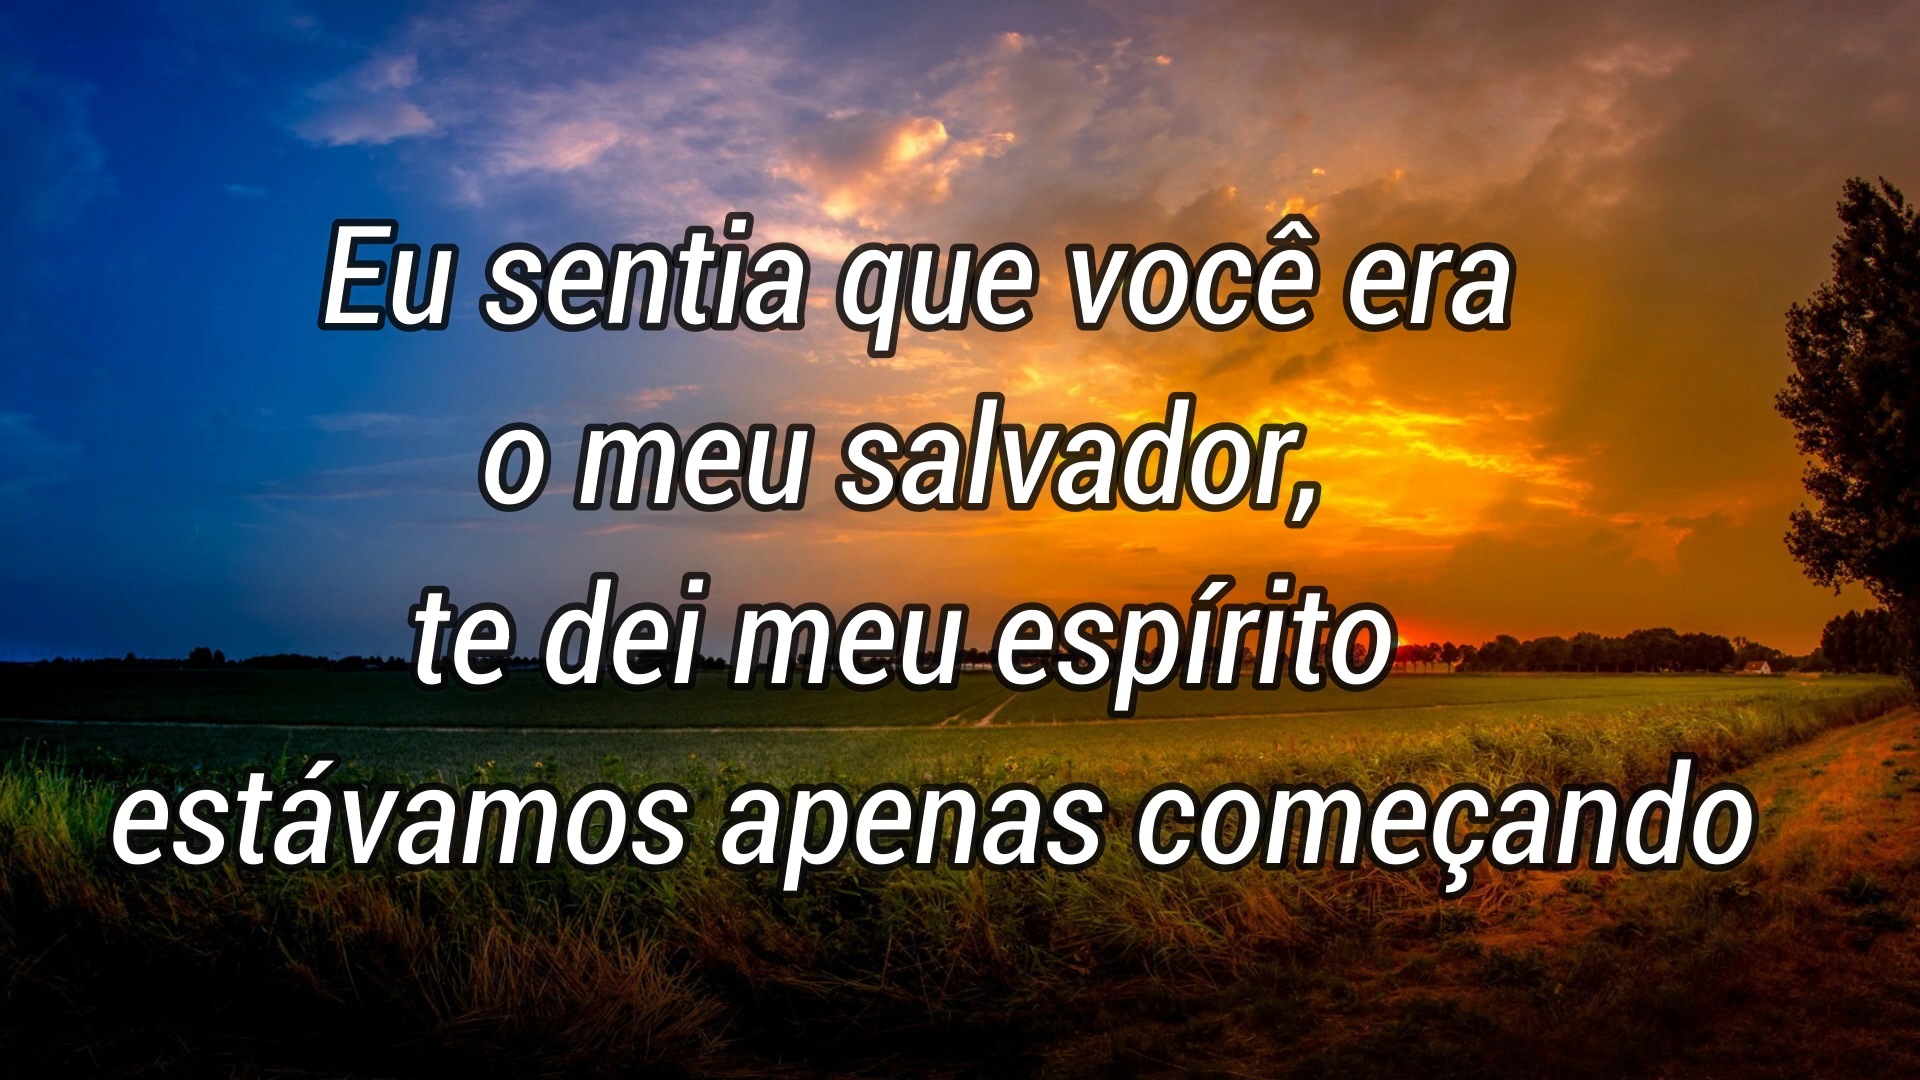 Eu sentia que você era
o meu salvador,
te dei meu espírito
estávamos apenas começando